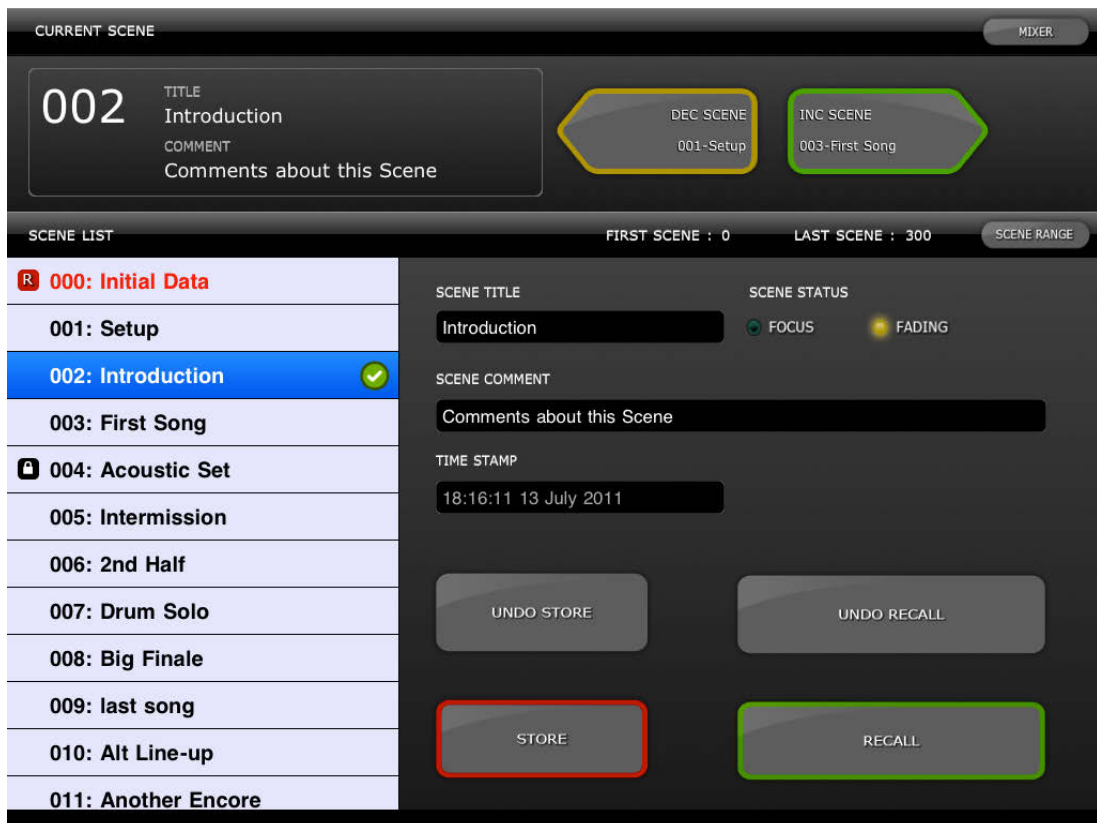 CURRENT SCENE
MIXER
002
TITLE
Introduction
COMMENT
Comments about this Scene
DEC SCENE
001-Setup
INC SCENE
003-First Song
SCENE LIST
FIRST SCENE : 0
LAST SCENE : 300
SCENE RANGE
R 000: Initial Data
001: Setup
002: Introduction
003: First Song
004: Acoustic Set
005: Intermission
006: 2nd Half
007: Drum Solo
008: Big Finale
009: last song
010: Alt Line-up
011: Another Encore
SCENE TITLE
Introduction
SCENE STATUS
FOCUS
FADING
SCENE COMMENT
Comments about this Scene
TIME STAMP
18:16:11 13 July 2011
UNDO STORE
UNDO RECALL
STORE
RECALL